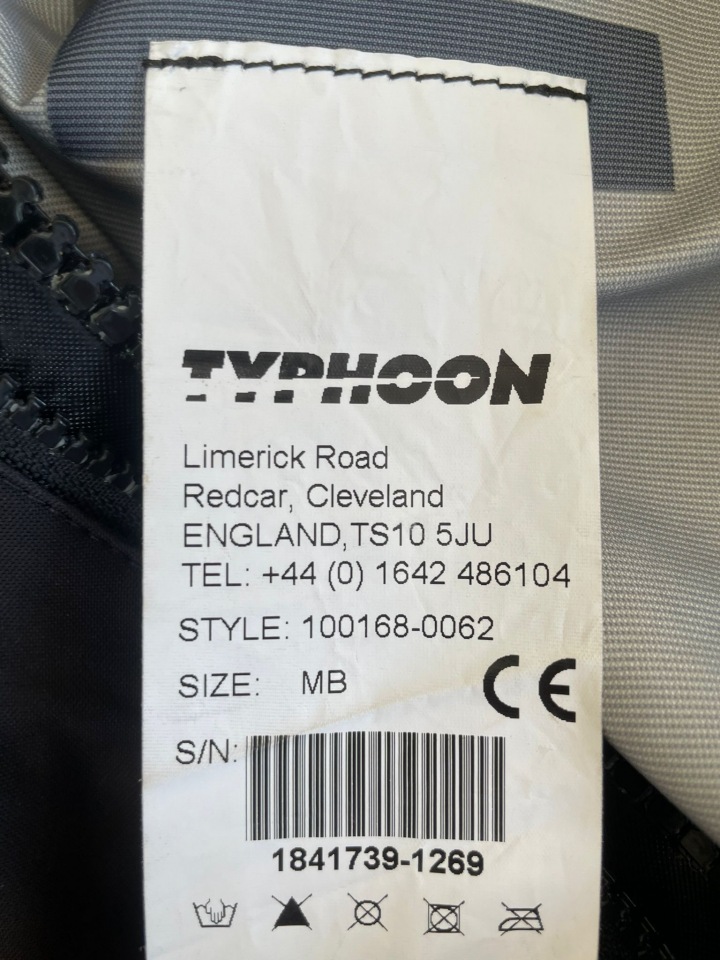 TYPHOON
Limerick Road
Redcar, Cleveland
ENGLAND,TS10 5JU
TEL: +44 (0) 1642 486104
STYLE: 100168-0062
SIZE: MB
CE
S/N:
1841739-1269